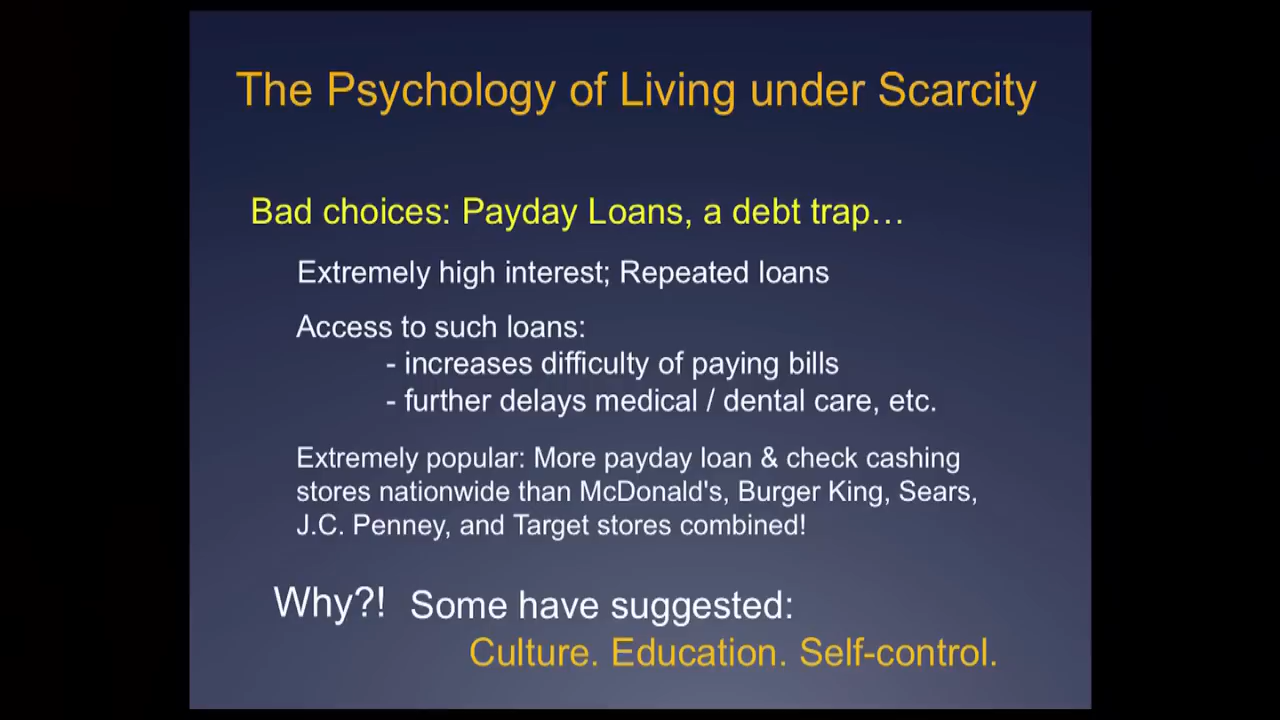 The Psychology of Living under Scarcity
Bad choices: Payday Loans, a debt trap…
Extremely high interest; Repeated loans
Access to such loans:
- increases difficulty of paying bills
- further delays medical / dental care, etc.
Extremely popular: More payday loan & check cashing
stores nationwide than McDonald's, Burger King, Sears,
J.C. Penney, and Target stores combined!
Why?! Some have suggested:
Culture. Education. Self-control.